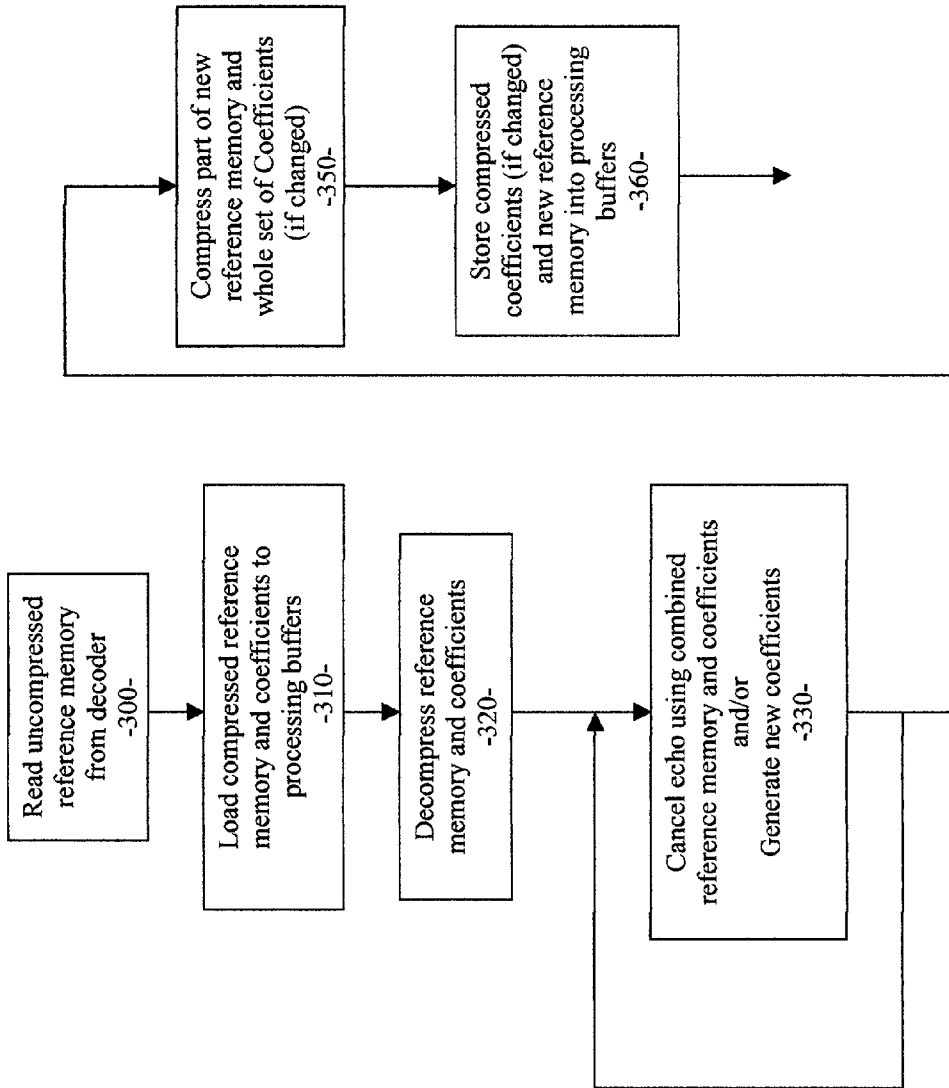 Read uncompressed
reference memory
from decoder
-300-
Load compressed reference
memory and coefficients to
processing buffers
-310-
Decompress reference
memory and coefficients
-320-
Cancel echo using combined
reference memory and coefficients
and/or
Generate new coefficients
-330-
Compress part of new
reference memory and
whole set of Coefficients
(if changed)
-350-
Store compressed
coefficients (if changed)
and new reference
memory into processing
buffers
-360-